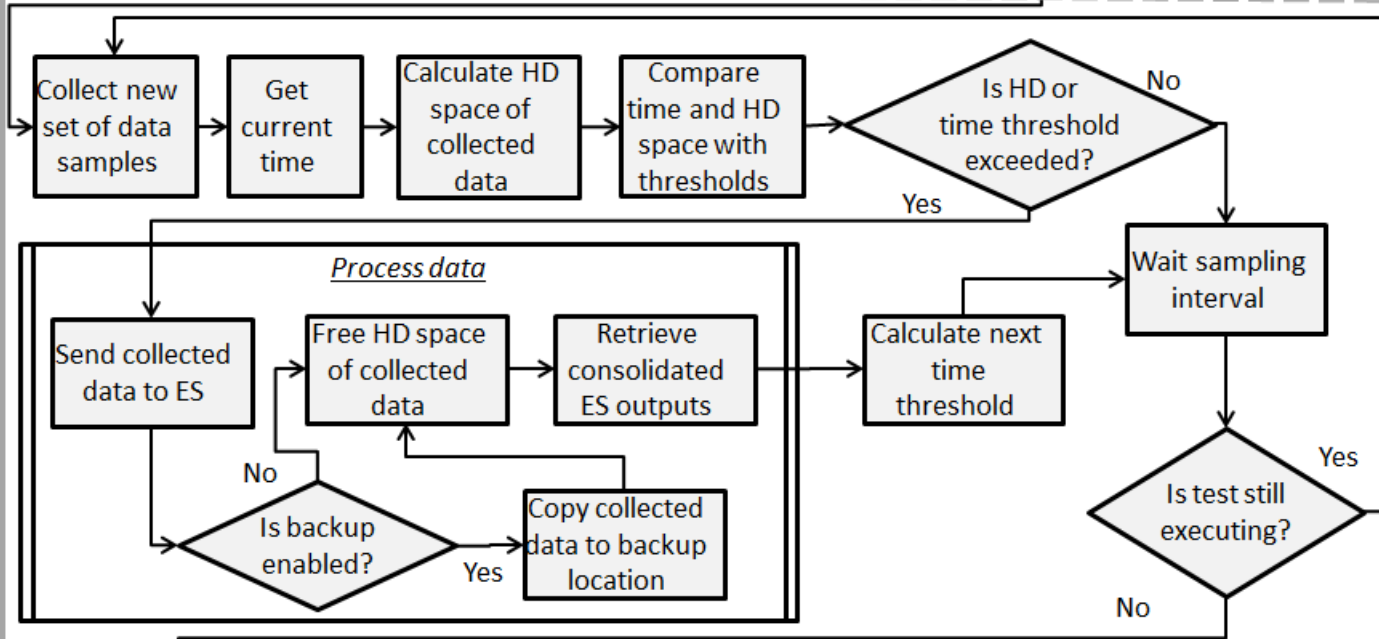 Collect new
set of data
samples
Get
current
time
Calculate HD
space of
collected
data
Compare
time and HD
space with
thresholds
Is HD or
time threshold
exceeded?
No
Yes
Wait sampling
interval
Process data
Send collected
data to ES
Free HD space
of collected
data
Retrieve
consolidated
ES outputs
Calculate next
time
threshold
No
Is backup
enabled?
Yes
Copy collected
data to backup
location
Is test still
executing?
Yes
No